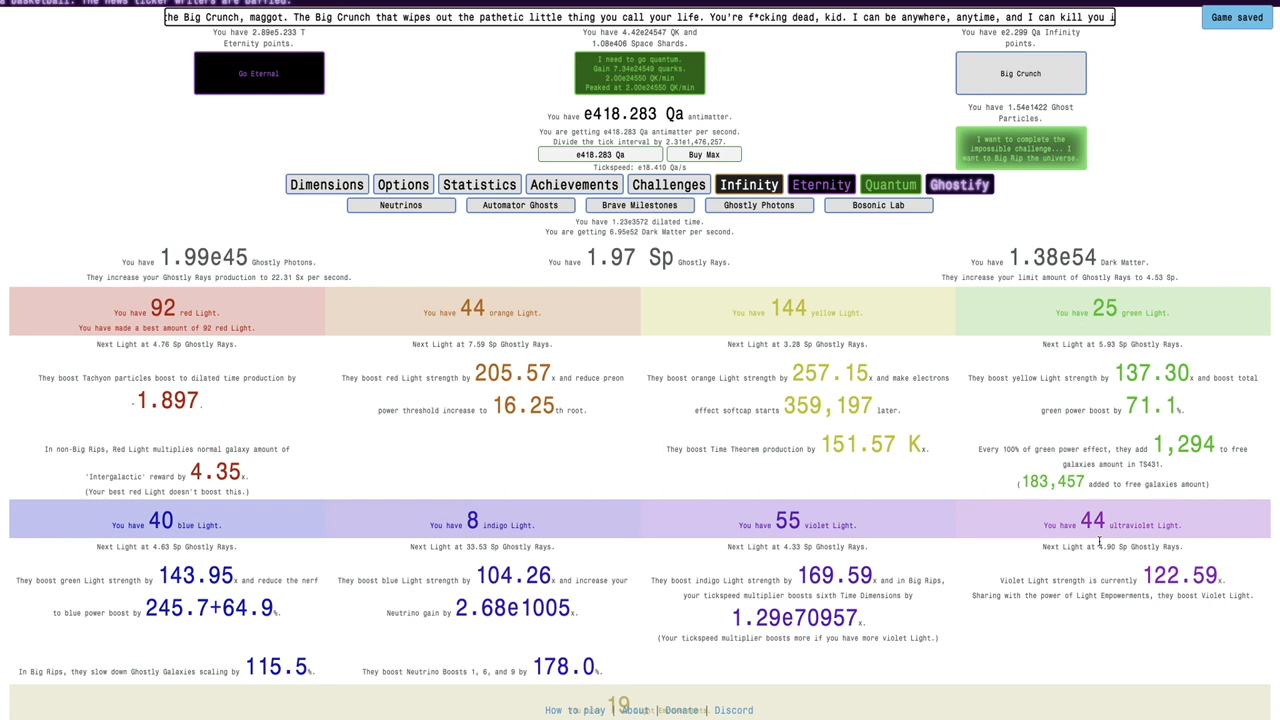 a basketball. The news ticker writers are baffled.
the Big Crunch, maggot. The Big Crunch that wipes out the pathetic little thing you call your life. You're f*cking dead, kid. I can be anywhere, anytime, and I can kill you i
Game saved
You have 2.89e5.233 T
Eternity points.
Go Eternal
You have 4.42e24547 QK and
1.08e406 Space Shards.
I need to go quantum.
Gain 7.34e24549 quarks.
2.00e24550 QK/min
Peaked at 2.00e24550 QK/min
You have e2.299 Qa Infinity
points.
Big Crunch
You have 1.54e1422 Ghost
Particles.
I want to complete the
impossible challenge... I
want to Big Rip the universe.
You have e418.283 Qa antimatter.
You are getting e418.283 Qa antimatter per second.
Divide the tick interval by 2.31e1,476,257.
e418.283 Qa
Buy Max
Tickspeed: e18.410 Qa/s
Dimensions
Options
Statistics
Achievements
Challenges
Infinity
Eternity
Quantum
Ghostify
Neutrinos
Automator Ghosts
Brave Milestones
Ghostly Photons
Bosonic Lab
You have 1.23e3572 dilated time.
You are getting 6.95e52 Dark Matter per second.
You have 1.99e45 Ghostly Photons.
They increase your Ghostly Rays production to 22.31 Sx per second.
You have 1.97 Sp Ghostly Rays.
You have 1.38e54 Dark Matter.
They increase your limit amount of Ghostly Rays to 4.53 Sp.
You have 92 red Light.
You have made a best amount of 92 red Light.
You have 44 orange Light.
You have 144 yellow Light.
You have 25 green Light.
Next Light at 4.76 Sp Ghostly Rays.
Next Light at 7.59 Sp Ghostly Rays.
Next Light at 3.28 Sp Ghostly Rays.
Next Light at 5.93 Sp Ghostly Rays.
They boost Tachyon particles boost to dilated time production by
^1.897.
They boost red Light strength by 205.57x and reduce preon
power threshold increase to 16.25th root.
They boost orange Light strength by 257.15x and make electrons
effect softcap starts 359,197 later.
They boost yellow Light strength by 137.30x and boost total
green power boost by 71.1%.
In non-Big Rips, Red Light multiplies normal galaxy amount of
'Intergalactic' reward by 4.35x.
(Your best red Light doesn't boost this.)
They boost Time Theorem production by 151.57 Kx.
Every 100% of green power effect, they add 1,294 to free
galaxies amount in TS431.
(183,457 added to free galaxies amount)
You have 40 blue Light.
You have 8 indigo Light.
You have 55 violet Light.
You have 44 ultraviolet Light.
Next Light at 4.63 Sp Ghostly Rays.
Next Light at 33.53 Sp Ghostly Rays.
Next Light at 4.33 Sp Ghostly Rays.
Next Light at 4.90 Sp Ghostly Rays.
They boost green Light strength by 143.95x and reduce the nerf
to blue power boost by 245.7+64.9%.
They boost blue Light strength by 104.26x and increase your
Neutrino gain by 2.68e1005x.
They boost indigo Light strength by 169.59x and in Big Rips,
your tickspeed multiplier boosts sixth Time Dimensions by
1.29e70957x.
(Your tickspeed multiplier boosts more if you have more violet Light.)
Violet Light strength is currently 122.59x.
Sharing with the power of Light Empowerments, they boost Violet Light.
In Big Rips, they slow down Ghostly Galaxies scaling by 115.5%.
They boost Neutrino Boosts 1, 6, and 9 by 178.0%.
19 Light Empowerments.
How to play | About | Donate | Discord